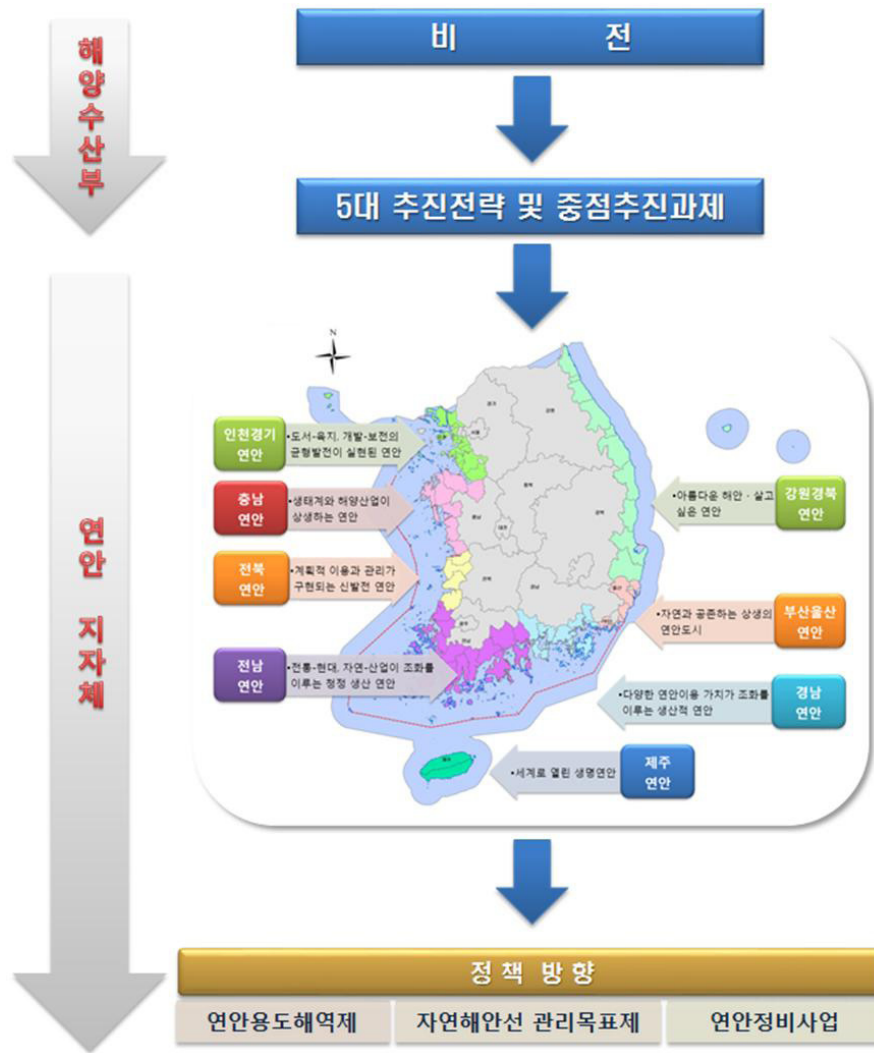 해양수산부
비 전
5대 추진전략 및 중점추진과제
연안 지자체
N
인천경기
연안
•도서-육지, 개발-보전의
균형발전이 실현된 연안
충남
연안
•생태계와 해양산업이
상생하는 연안
전북
연안
•계획적 이용과 관리가
구현되는 신발전 연안
전남
연안
•전통-현대, 자연-산업이 조화를
이루는 청정 생산 연안
강원경북
연안
•아름다운 해안 - 살고
싶은 연안
부산울산
연안
•자연과 공존하는 상생의
연안도시
경남
연안
•다양한 연안이용 가치가 조화를
이루는 생산적 연안
제주
연안
•세계로 열린 생명연안
정 책 방 향
연안용도해역제
자연해안선 관리목표제
연안정비사업